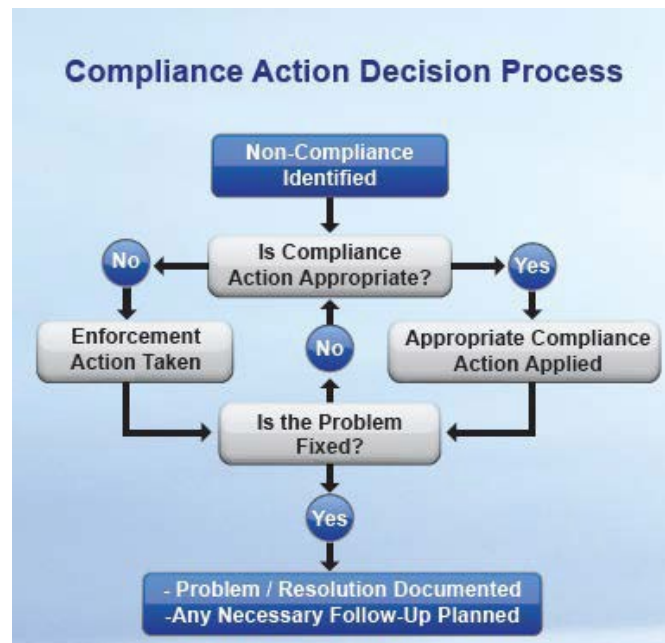 Compliance Action Decision Process
Non-Compliance
Identified
No
Is Compliance
Action Appropriate?
Yes
Enforcement
Action Taken
No
Appropriate Compliance
Action Applied
Is the Problem
Fixed?
Yes
- Problem / Resolution Documented
-Any Necessary Follow-Up Planned